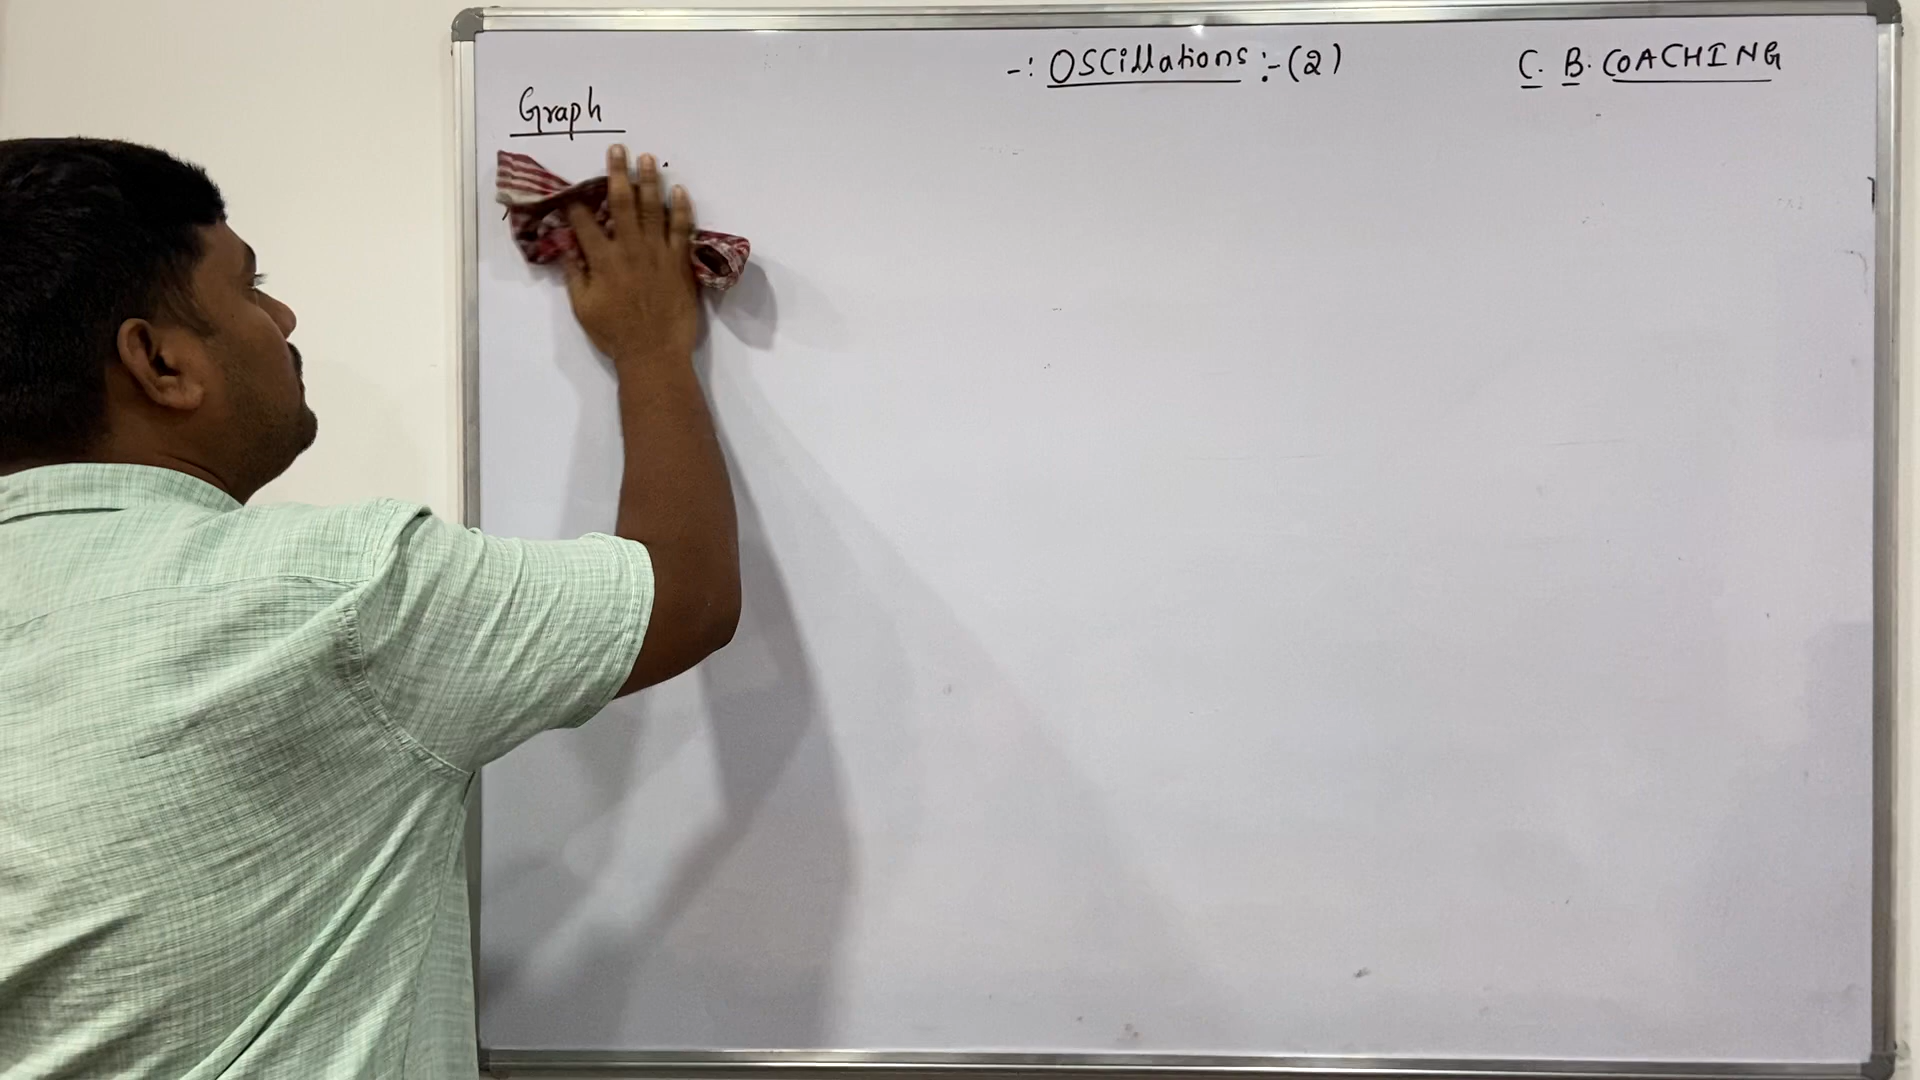 -: Oscillations :- (2)
C. B. COACHING
Graph